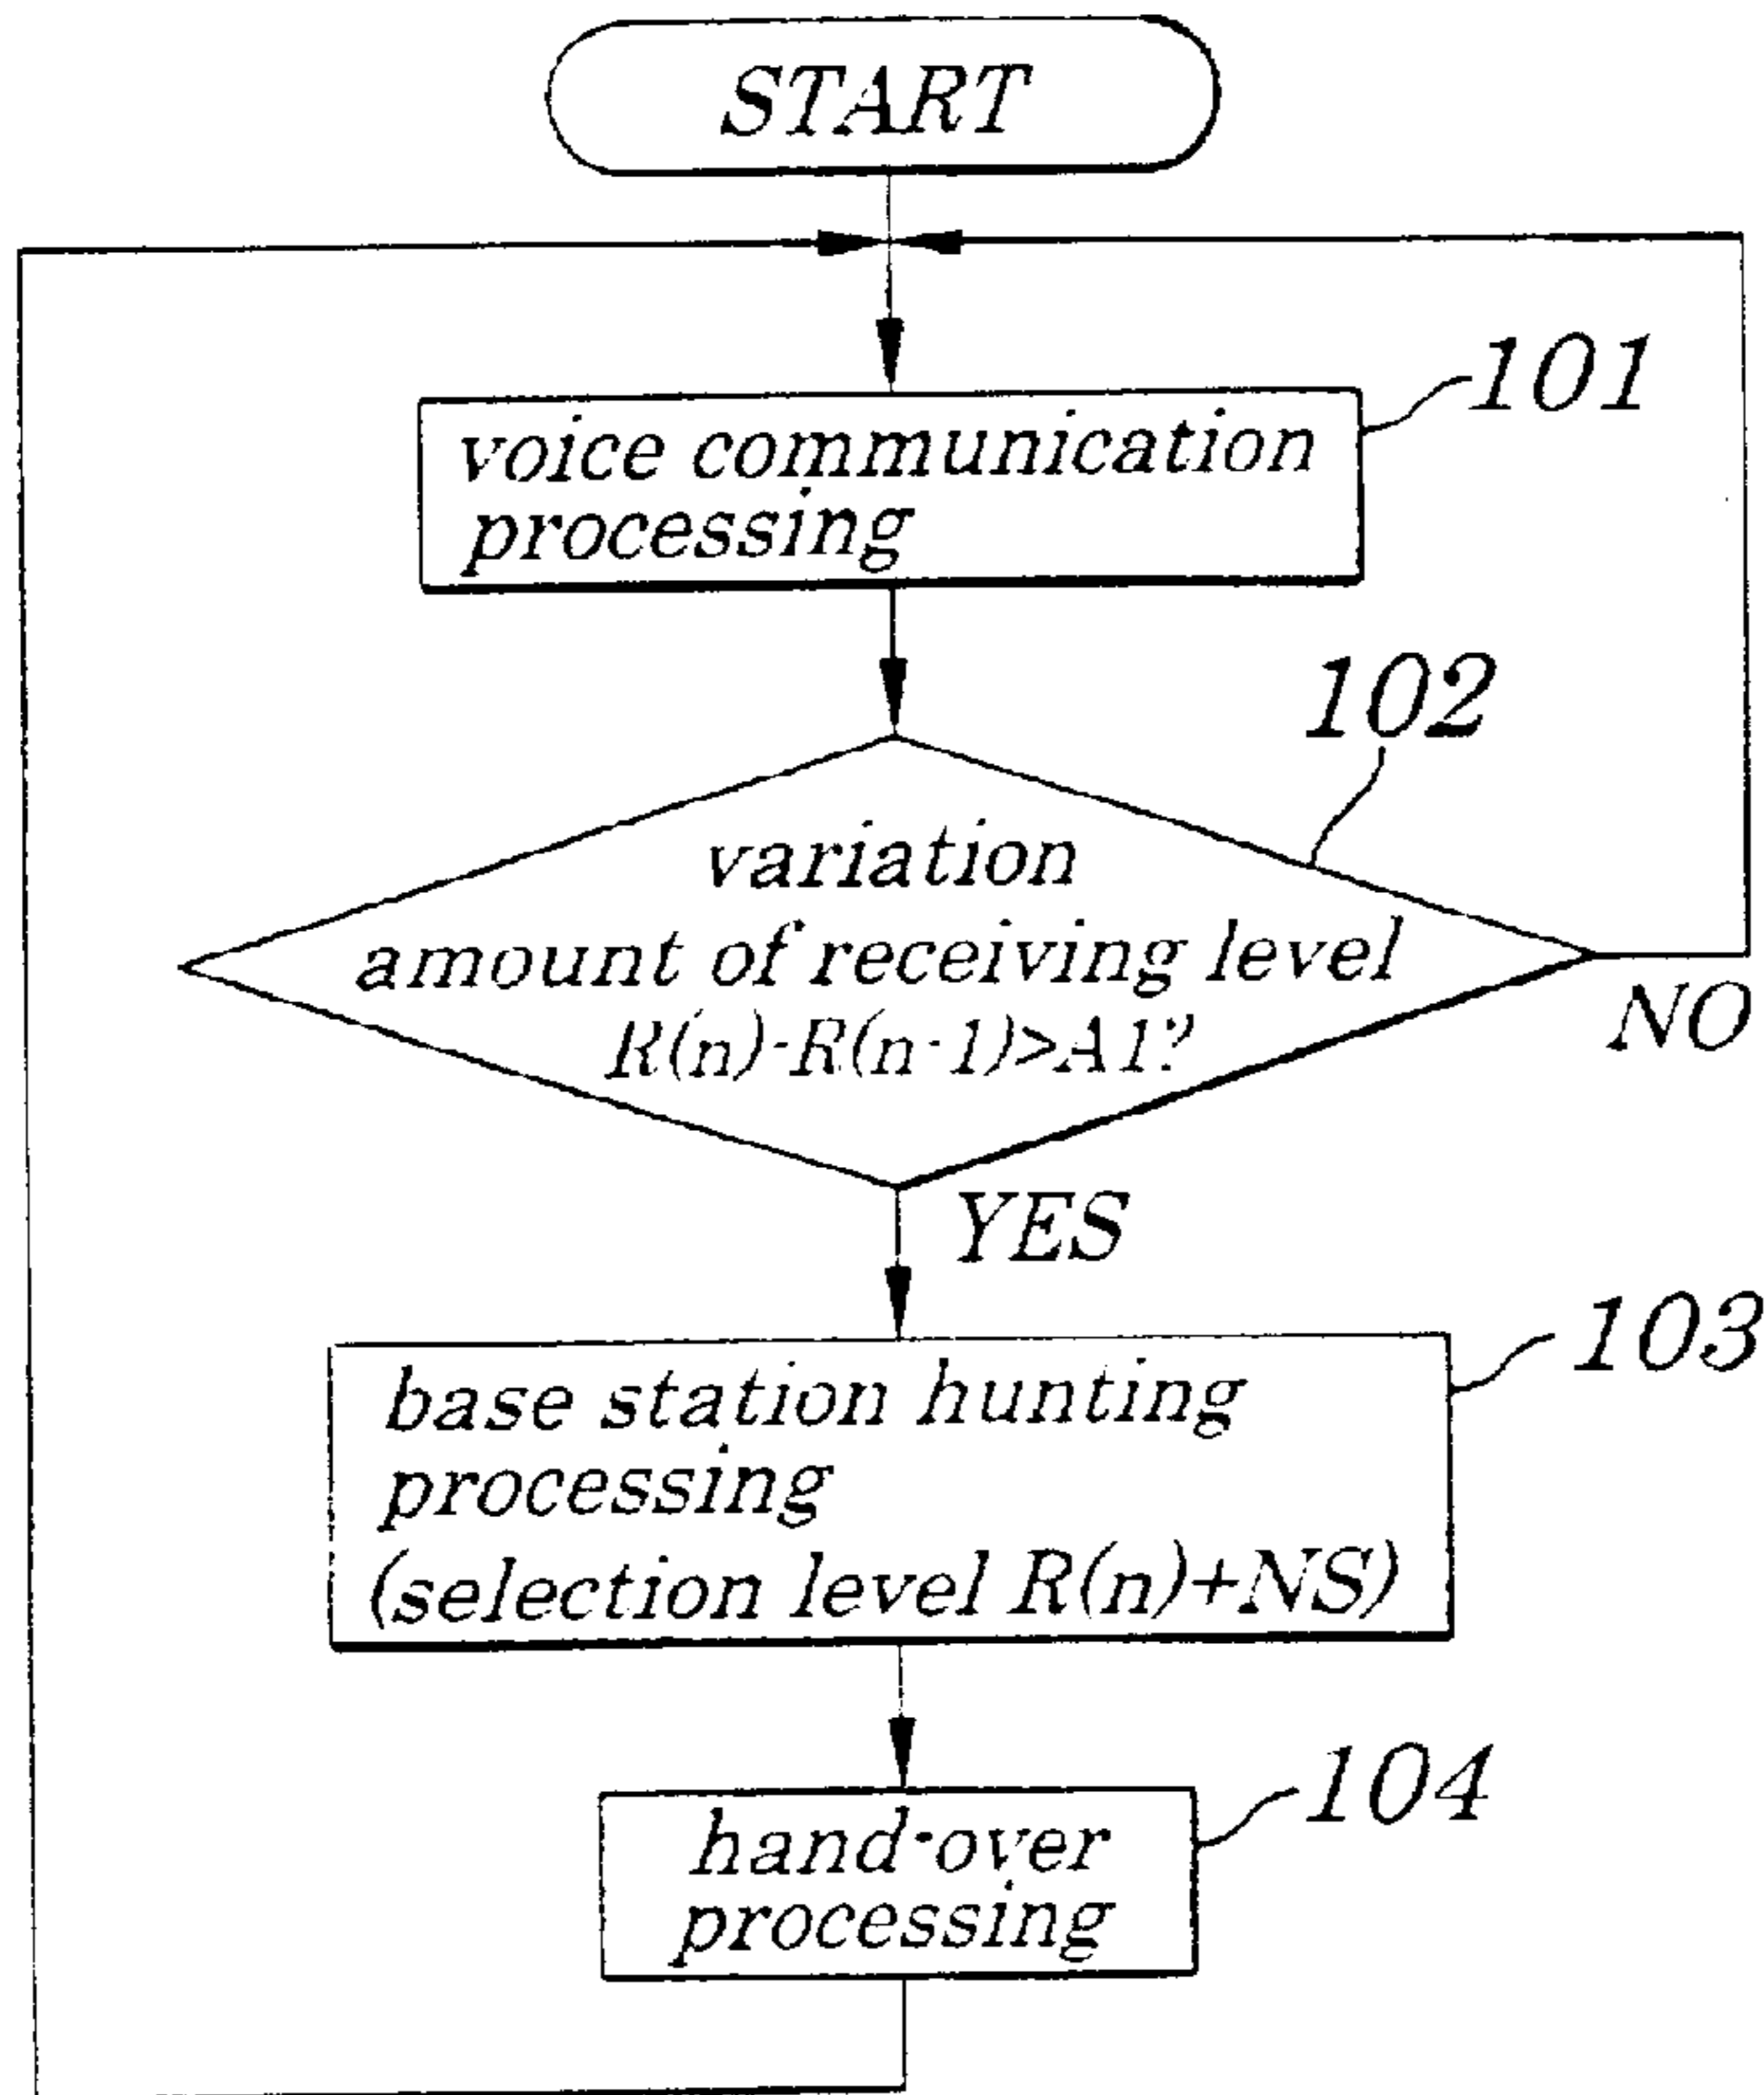 START
101
voice communication
processing
102
variation
amount of receiving level
R(n)-R(n-1)>A1?
NO
YES
103
base station hunting
processing
(selection level R(n)+NS)
104
hand-over
processing